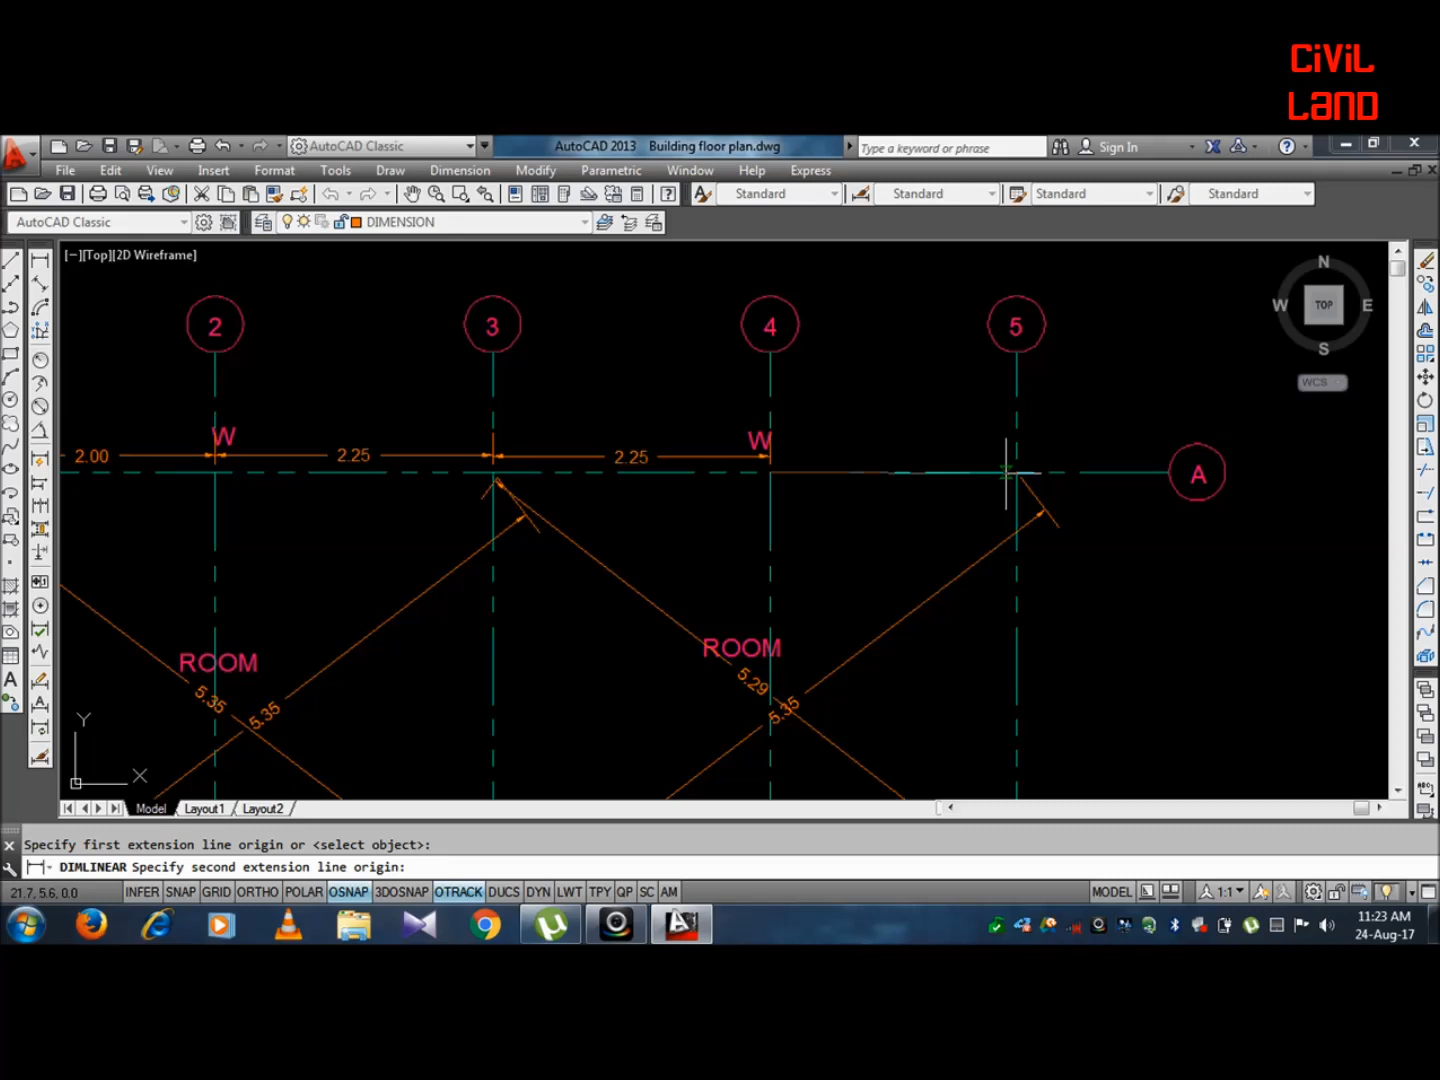 CiViL
LanD
AutoCAD Classic
AutoCAD 2013 Building floor plan.dwg
Type a keyword or phrase
Sign In
File Edit View Insert Format Tools Draw Dimension Modify Parametric Window Help Express
Standard Standard Standard Standard
AutoCAD Classic
DIMENSION
[−][Top][2D Wireframe]
N
W TOP E
S
WCS
2 3 4 5
W W
2.00 2.25 2.25
A
ROOM ROOM
5.35 5.35 5.29 5.35
Y
X
Model Layout1 Layout2
Specify first extension line origin or <select object>:
DIMLINEAR Specify second extension line origin:
21.7, 5.6, 0.0 INFER SNAP GRID ORTHO POLAR OSNAP 3DOSNAP OTRACK DUCS DYN LWT TPY QP SC AM MODEL 1:1
11:23 AM
24-Aug-17